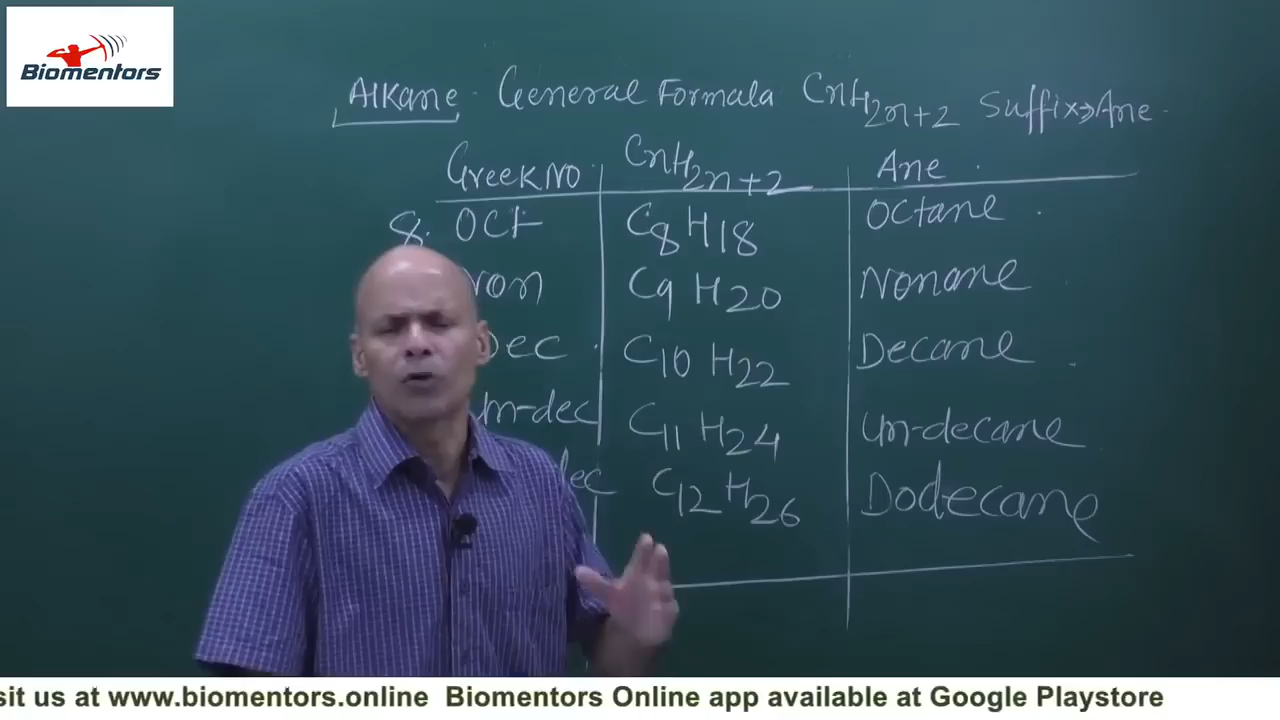 Biomentors
Alkane General Formala CnH2n+2 Suffix⇒Ane
Greek No CnH2n+2 Ane
8. Oct C8H18 Octane
Non C9H20 Nonane
Dec C10H22 Decane
un-dec C11H24 un-decane
dec C12H26 Dodecane
sit us at www.biomentors.online Biomentors Online app available at Google Playstore